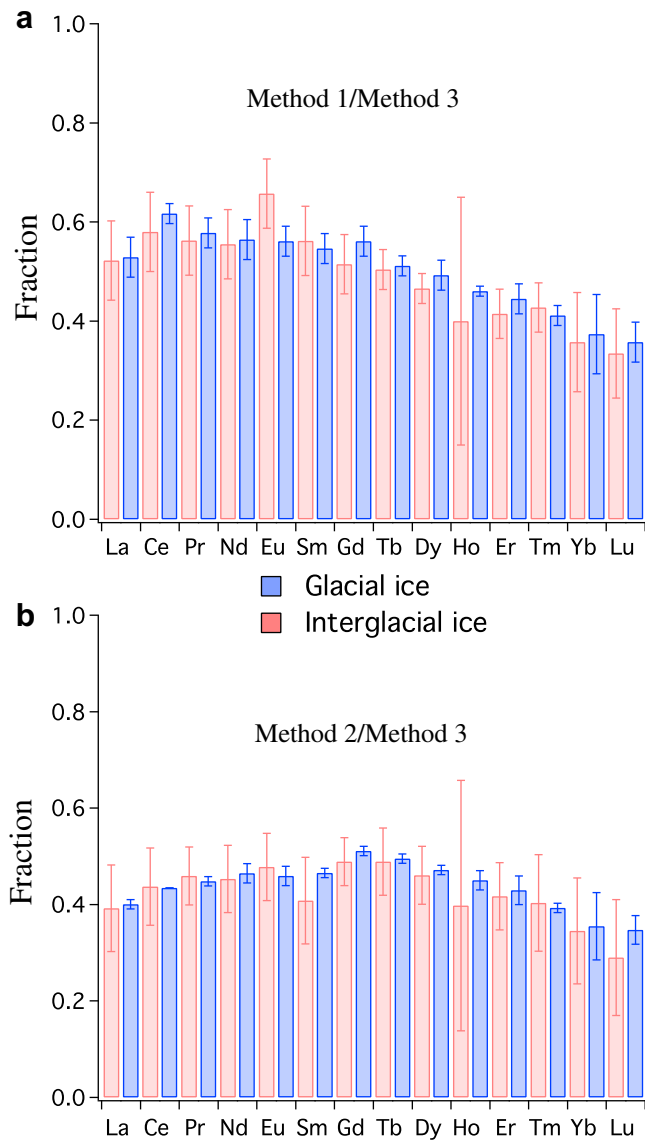 a
1.0
Method 1/Method 3
0.8
0.6
Fraction
0.4
0.2
0.0
La Ce Pr Nd Eu Sm Gd Tb Dy Ho Er Tm Yb Lu
Glacial ice
Interglacial ice
b
1.0
Method 2/Method 3
0.8
0.6
Fraction
0.4
0.2
0.0
La Ce Pr Nd Eu Sm Gd Tb Dy Ho Er Tm Yb Lu